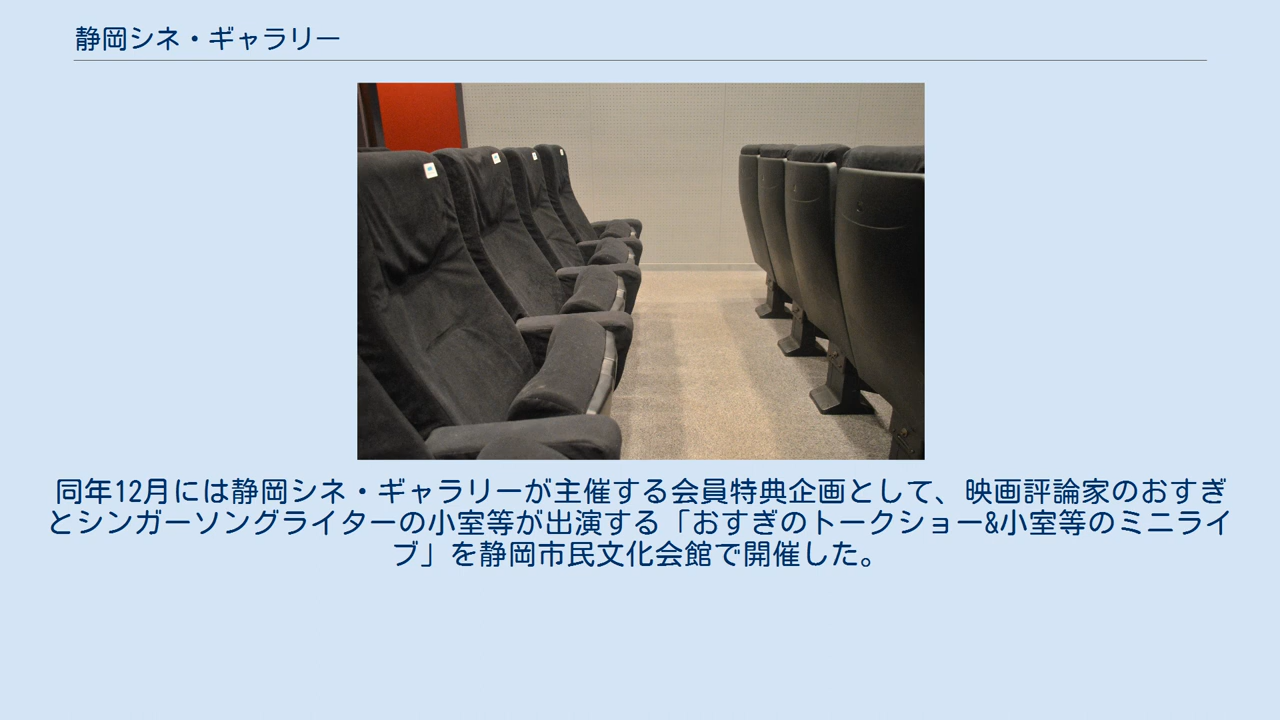 静岡シネ・ギャラリー
同年12月には静岡シネ・ギャラリーが主催する会員特典企画として、映画評論家のおすぎ
とシンガーソングライターの小室等が出演する「おすぎのトークショー&小室等のミニライ
ブ」を静岡市民文化会館で開催した。